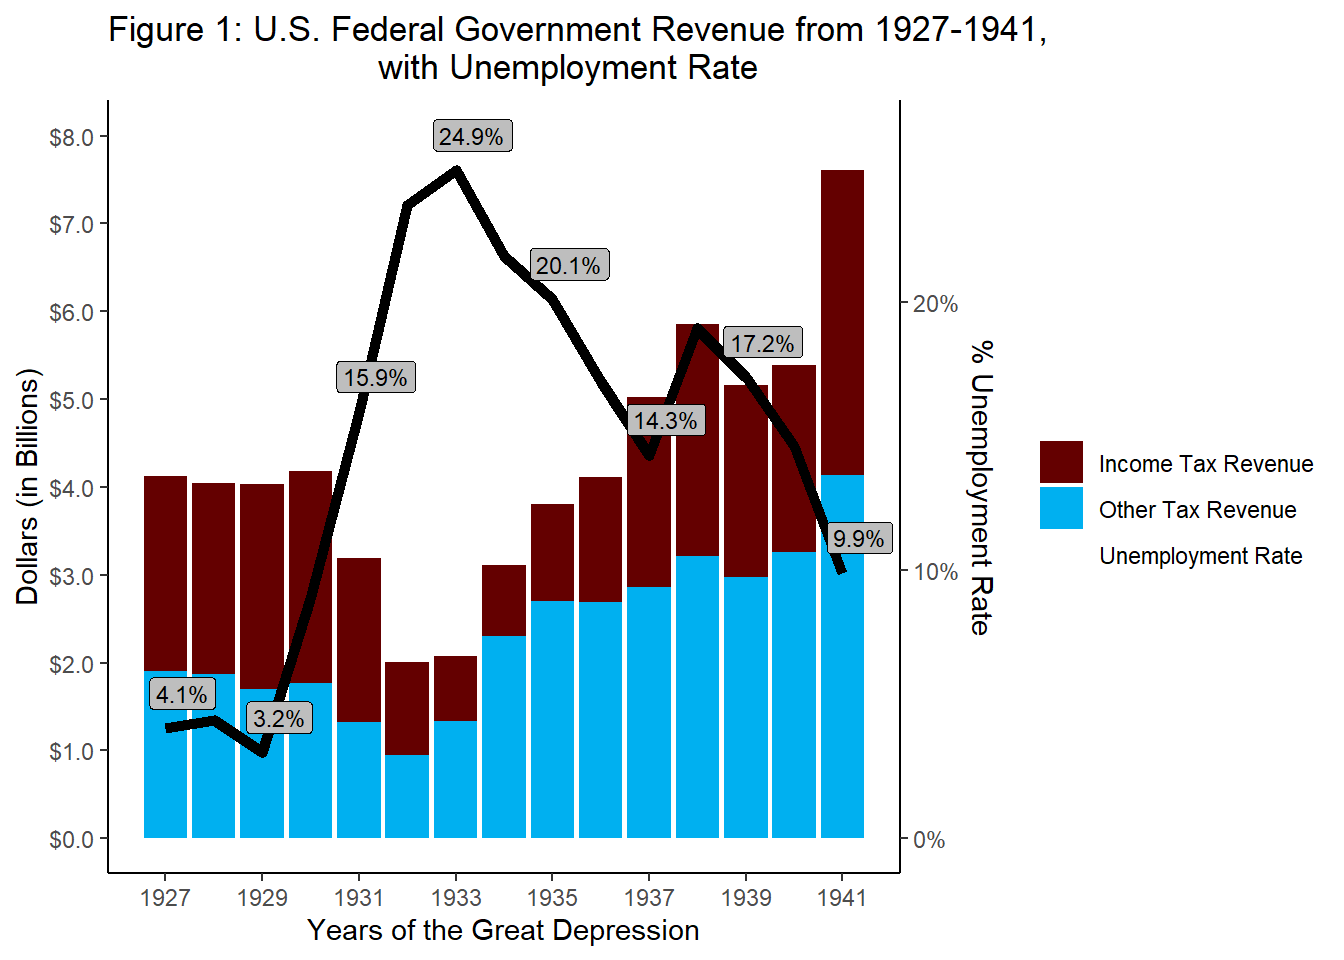 Figure 1: U.S. Federal Government Revenue from 1927-1941,
with Unemployment Rate
Dollars (in Billions)
$8.0
$7.0
$6.0
$5.0
$4.0
$3.0
$2.0
$1.0
$0.0
4.1%
3.2%
15.9%
24.9%
20.1%
14.3%
17.2%
9.9%
20%
10%
0%
% Unemployment Rate
1927 1929 1931 1933 1935 1937 1939 1941
Years of the Great Depression
Income Tax Revenue
Other Tax Revenue
Unemployment Rate